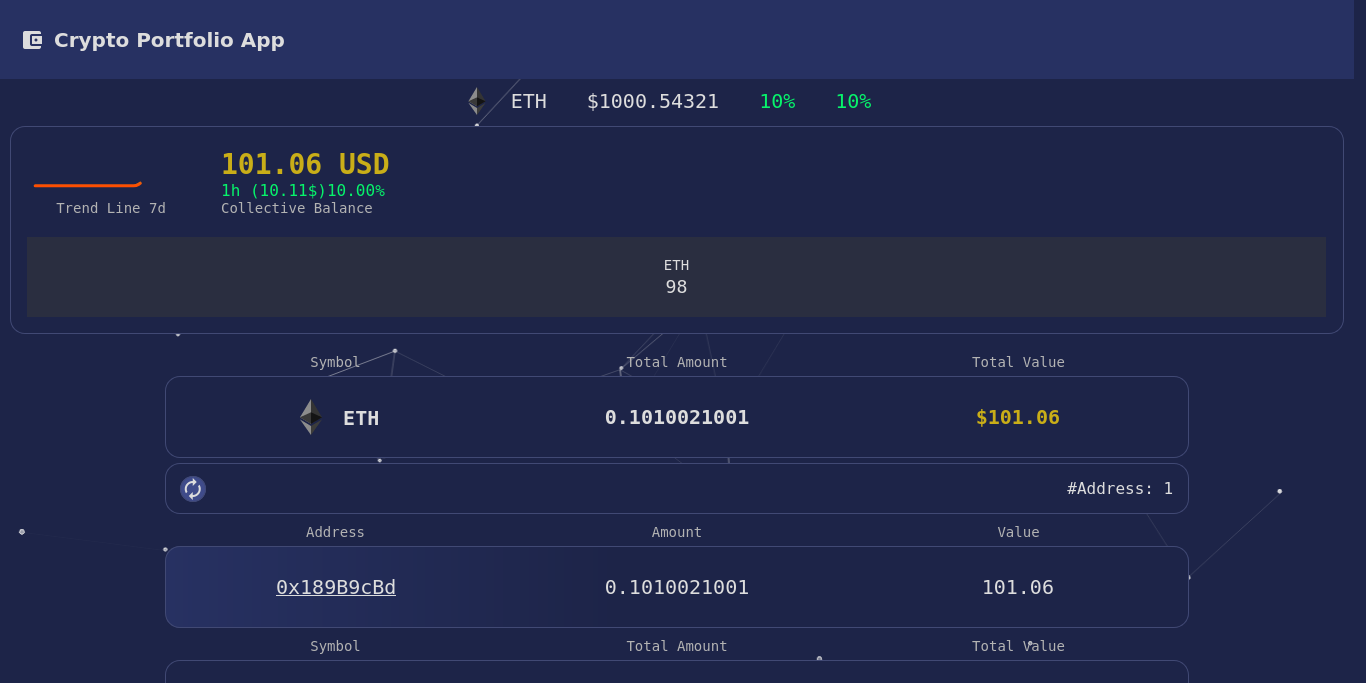 Crypto Portfolio App
ETH $1000.54321 10% 10%
101.06 USD
1h (10.11$)10.00%
Trend Line 7d Collective Balance
ETH
98
Symbol Total Amount Total Value
ETH 0.1010021001 $101.06
#Address: 1
Address Amount Value
0x189B9cBd 0.1010021001 101.06
Symbol Total Amount Total Value